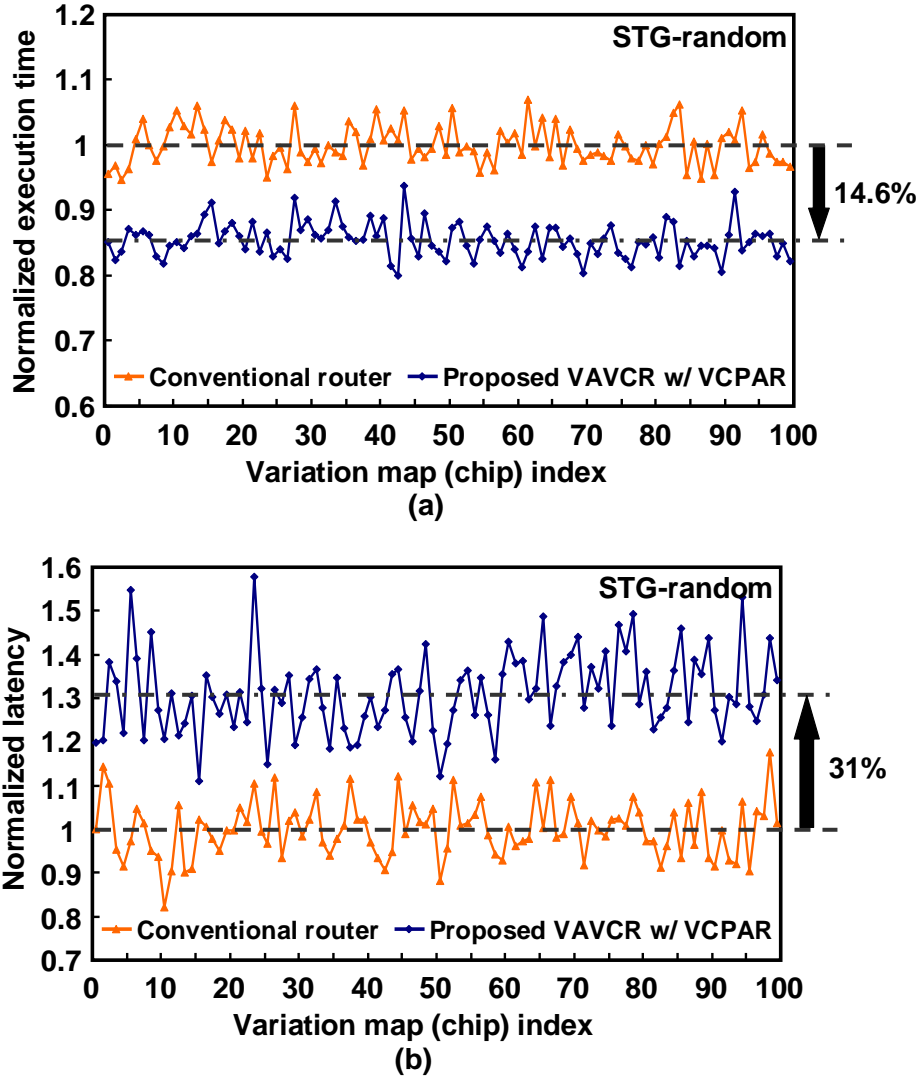 STG-random
Normalized execution time
1.2
1.1
1
0.9
0.8
0.7
0.6
14.6%
Conventional router
Proposed VAVCR w/ VCPAR
0 10 20 30 40 50 60 70 80 90 100
Variation map (chip) index
(a)
STG-random
Normalized latency
1.6
1.5
1.4
1.3
1.2
1.1
1
0.9
0.8
0.7
31%
Conventional router
Proposed VAVCR w/ VCPAR
0 10 20 30 40 50 60 70 80 90 100
Variation map (chip) index
(b)